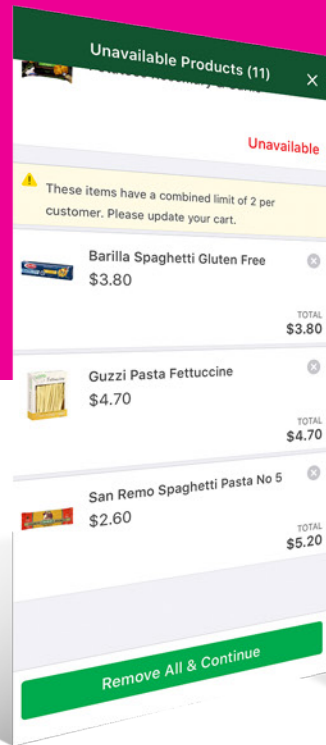 Unavailable Products (11)
Unavailable
These items have a combined limit of 2 per
customer. Please update your cart.
Barilla Spaghetti Gluten Free
$3.80
TOTAL
$3.80
Guzzi Pasta Fettuccine
$4.70
TOTAL
$4.70
San Remo Spaghetti Pasta No 5
$2.60
TOTAL
$5.20
Remove All & Continue